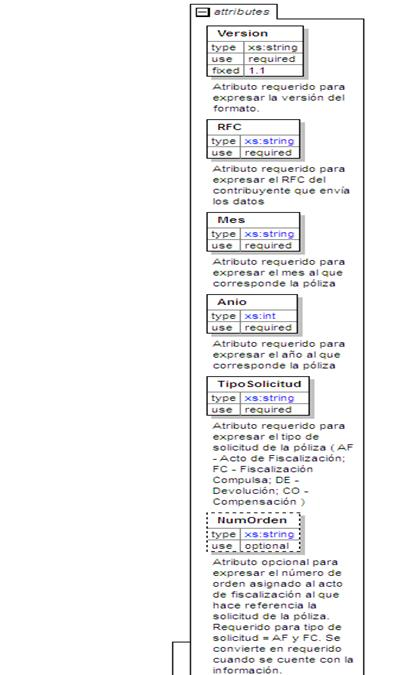 attributes
Version
type xs:string
use required
fixed 1.1
Atributo requerido para
expresar la versión del
formato.
RFC
type xs:string
use required
Atributo requerido para
expresar el RFC del
contribuyente que envía
los datos
Mes
type xs:string
use required
Atributo requerido para
expresar el mes al que
corresponde la póliza
Anio
type xs:int
use required
Atributo requerido para
expresar el año al que
corresponde la póliza
TipoSolicitud
type xs:string
use required
Atributo requerido para
expresar el tipo de
solicitud de la póliza ( AF
- Acto de Fiscalización;
FC - Fiscalización
Compulsa; DE -
Devolución; CO -
Compensación )
NumOrden
type xs:string
use optional
Atributo opcional para
expresar el número de
orden asignado al acto
de fiscalización al que
hace referencia la
solicitud de la póliza.
Requerido para tipo de
solicitud = AF y FC. Se
convierte en requerido
cuando se cuente con la
información.